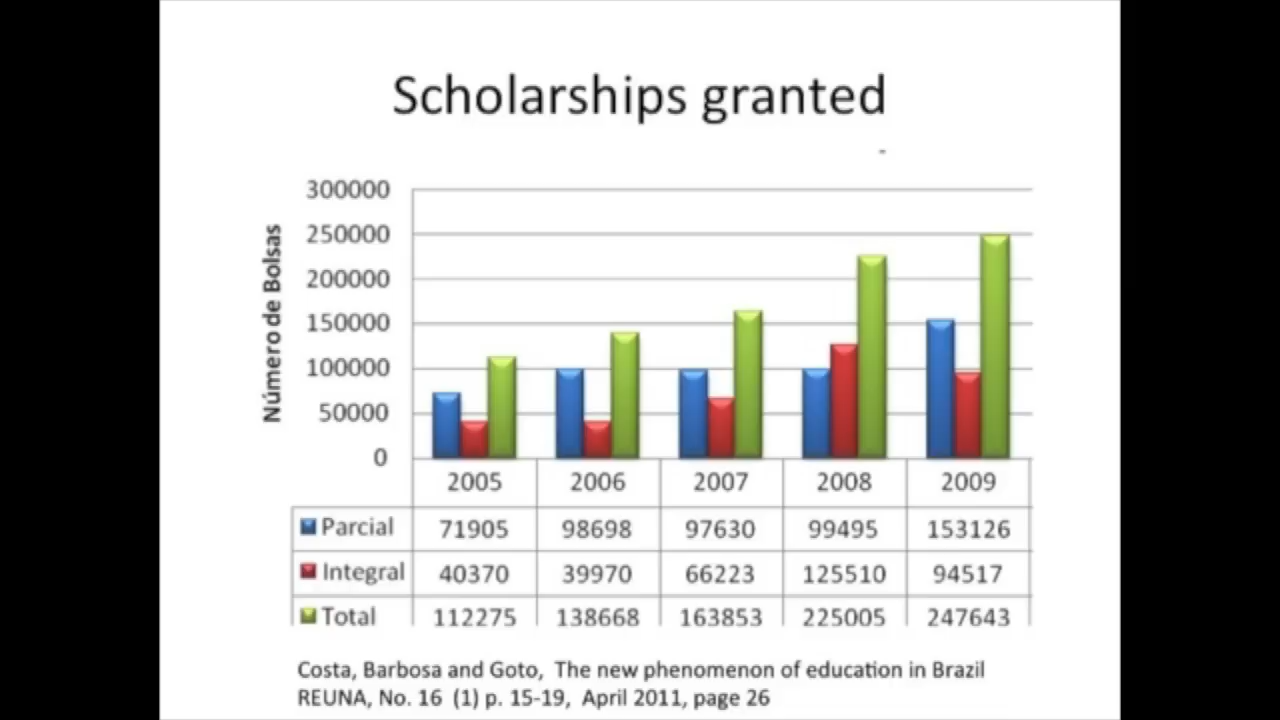 Scholarships granted
-
300000
250000
200000
150000
100000
50000
0
Número de Bolsas
2005 2006 2007 2008 2009
Parcial 71905 98698 97630 99495 153126
Integral 40370 39970 66223 125510 94517
Total 112275 138668 163853 225005 247643
Costa, Barbosa and Goto, The new phenomenon of education in Brazil
REUNA, No. 16 (1) p. 15-19, April 2011, page 26